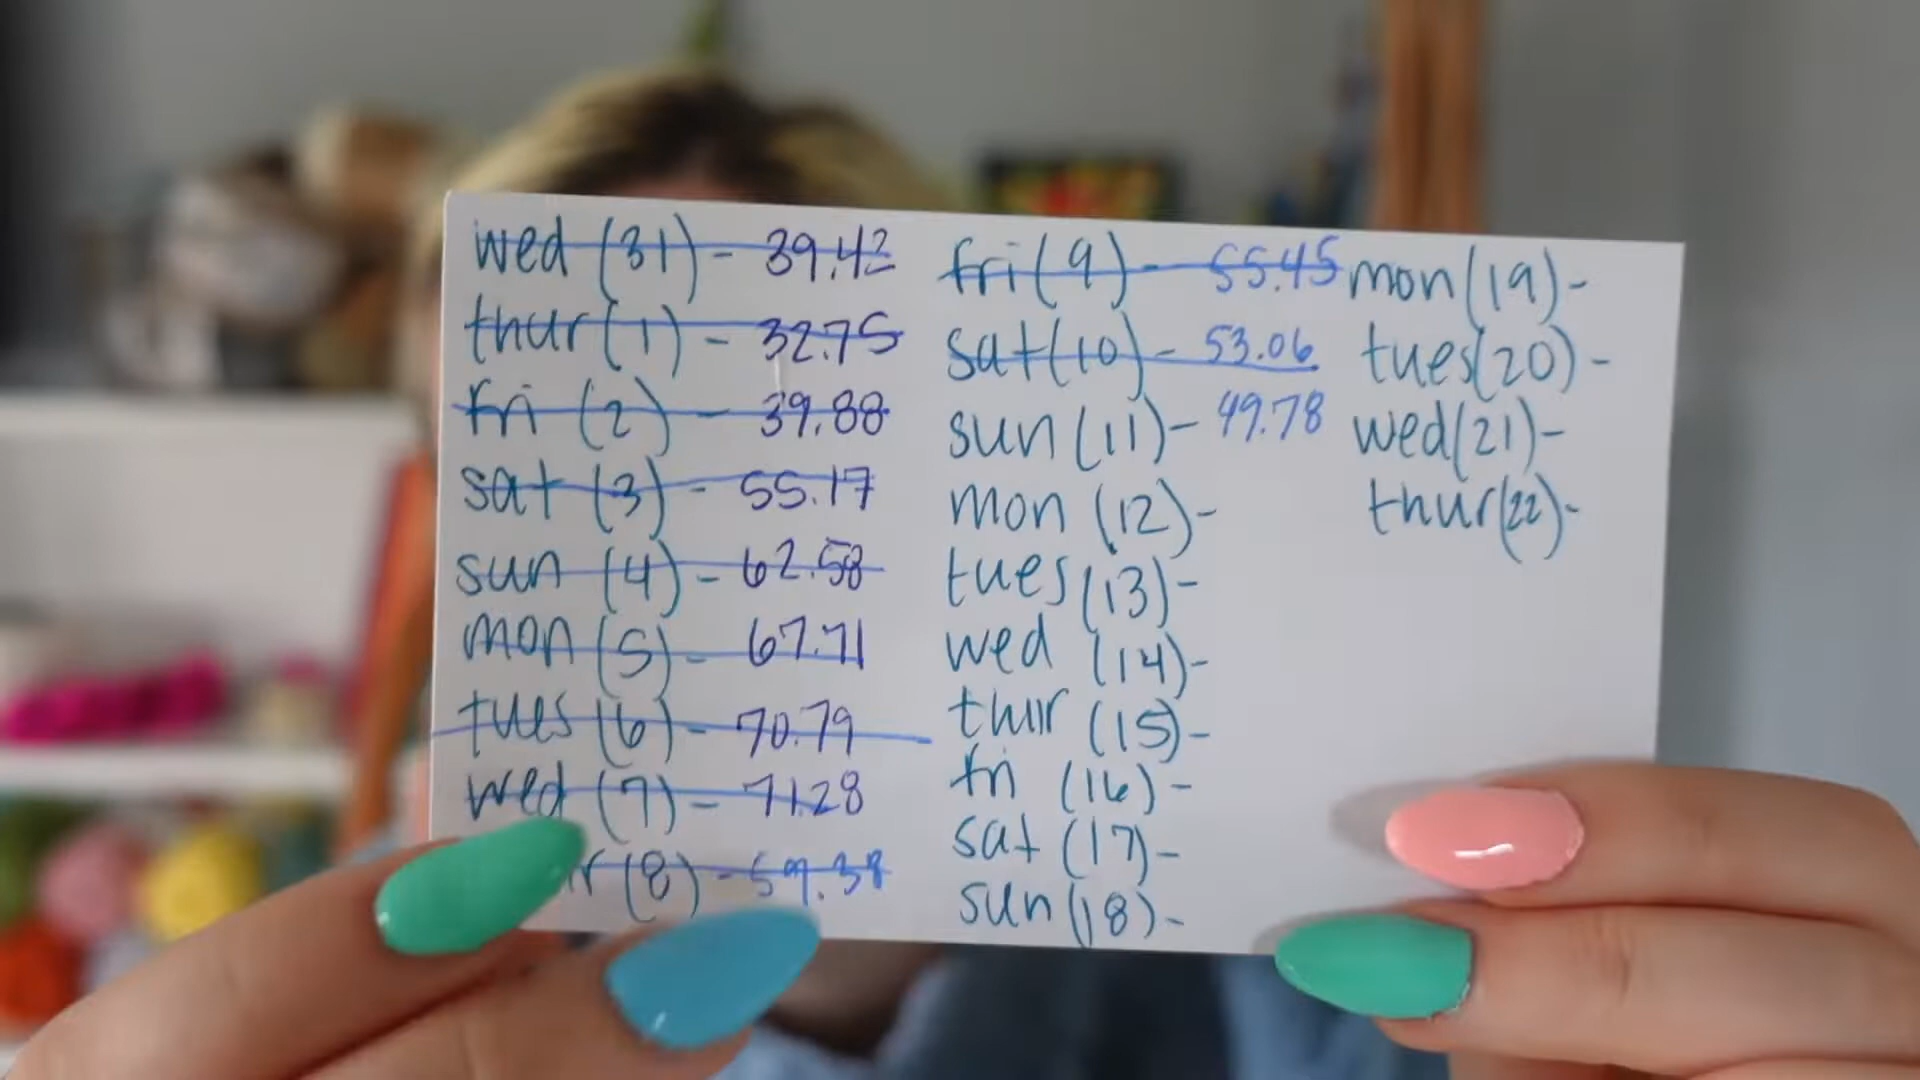 wed (31) - 39.42
thur (1) - 32.75
fri (2) - 39.88
sat (3) - 55.17
sun (4) - 62.58
mon (5) - 67.71
tues (6) - 70.79
wed (7) - 71.28
r (8) - 59.38
fri (9) - 55.45
sat (10) - 53.06
sun (11) - 49.78
mon (12) -
tues (13) -
wed (14) -
thur (15) -
fri (16) -
sat (17) -
sun (18) -
mon (19) -
tues (20) -
wed (21) -
thur (22) -